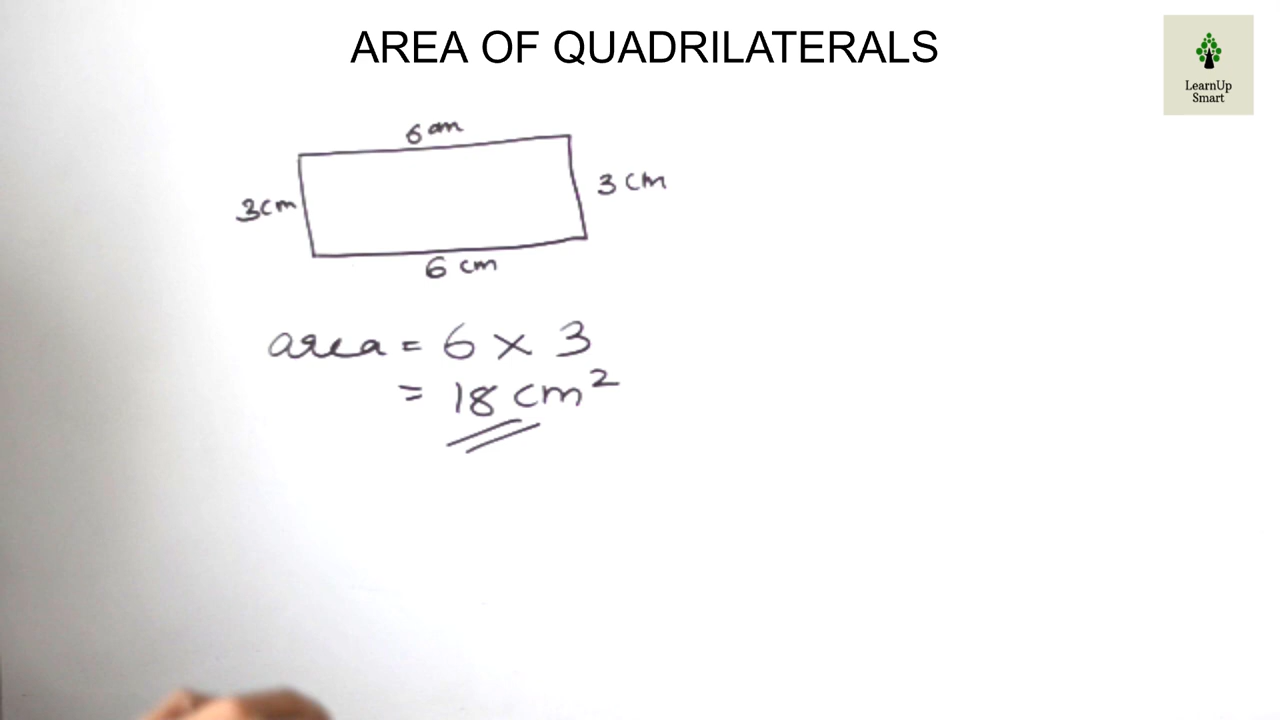 AREA OF QUADRILATERALS
LearnUp
Smart
6 cm
3cm
3 cm
6 cm
area = 6 × 3
= 18 cm²